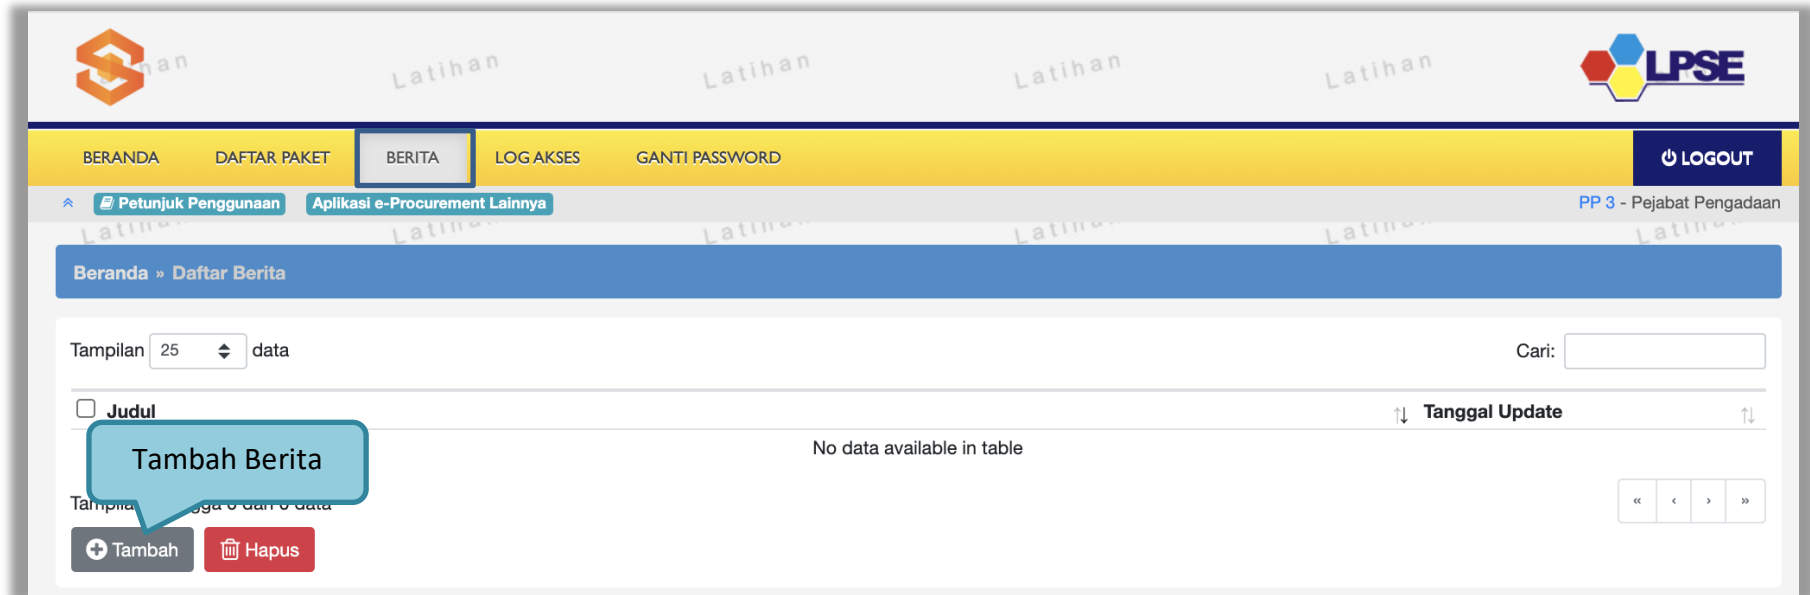 Latihan Latihan Latihan Latihan
LPSE
BERANDA DAFTAR PAKET BERITA LOG AKSES GANTI PASSWORD LOGOUT
Petunjuk Penggunaan Aplikasi e-Procurement Lainnya PP 3 - Pejabat Pengadaan
Beranda » Daftar Berita
Tampilan 25 data Cari:
Judul Tanggal Update
No data available in table
Tambah Berita
data
« ‹ › »
Tambah Hapus